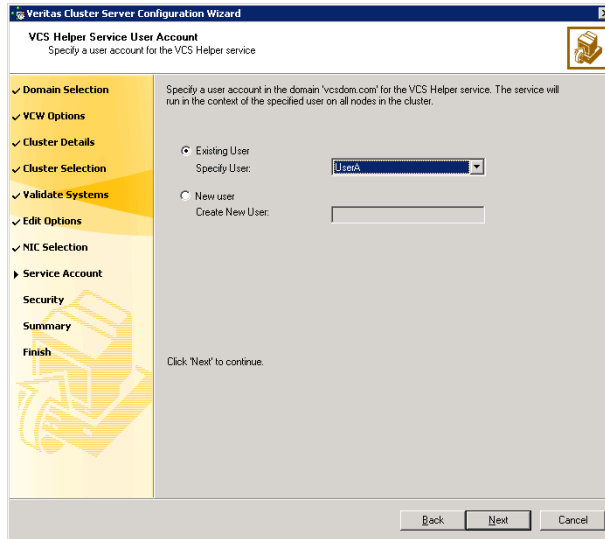 Veritas Cluster Server Configuration Wizard
VCS Helper Service User Account
Specify a user account for the VCS Helper service
Domain Selection
VCW Options
Cluster Details
Cluster Selection
Validate Systems
Edit Options
NIC Selection
Service Account
Security
Summary
Finish
Specify a user account in the domain 'vcsdom.com' for the VCS Helper service. The service will
run in the context of the specified user on all nodes in the cluster.
Existing User
Specify User:
UserA
New user
Create New User:
Click 'Next' to continue.
Back
Next
Cancel